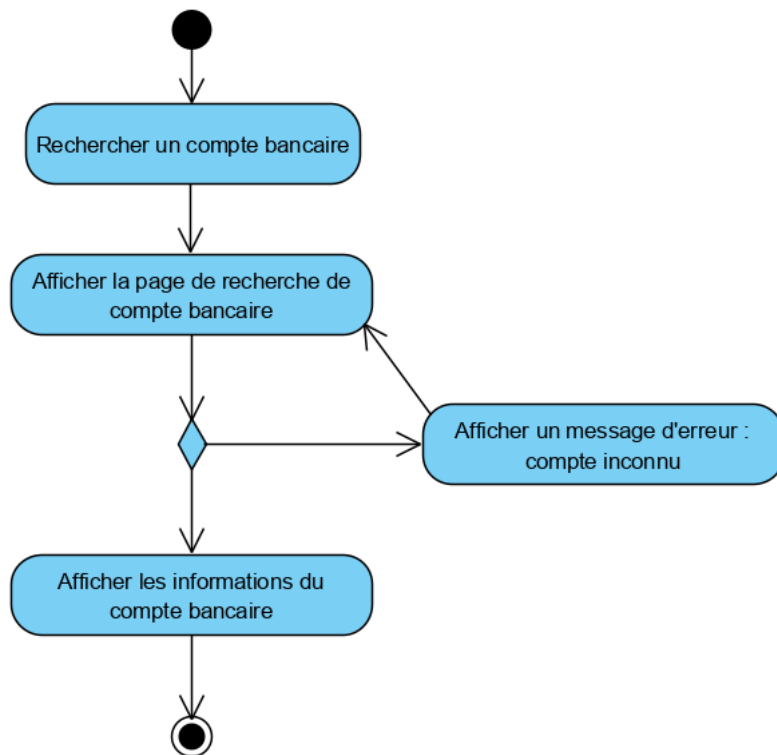 Rechercher un compte bancaire
Afficher la page de recherche de
compte bancaire
Afficher un message d'erreur :
compte inconnu
Afficher les informations du
compte bancaire